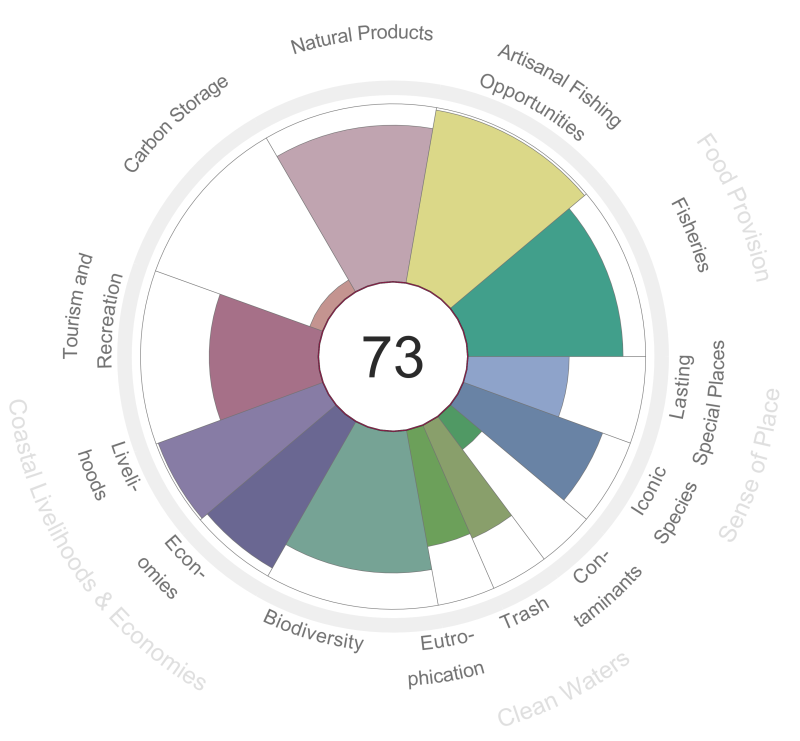 Natural Products
Artisanal Fishing
Opportunities
Carbon Storage
Food Provision
Fisheries
Tourism and
Recreation
73
Lasting
Special Places
Sense of Place
Iconic
Species
Liveli-
hoods
Coastal Livelihoods & Economies
Econ-
omies
Con-
taminants
Trash
Biodiversity
Eutro-
phication
Clean Waters